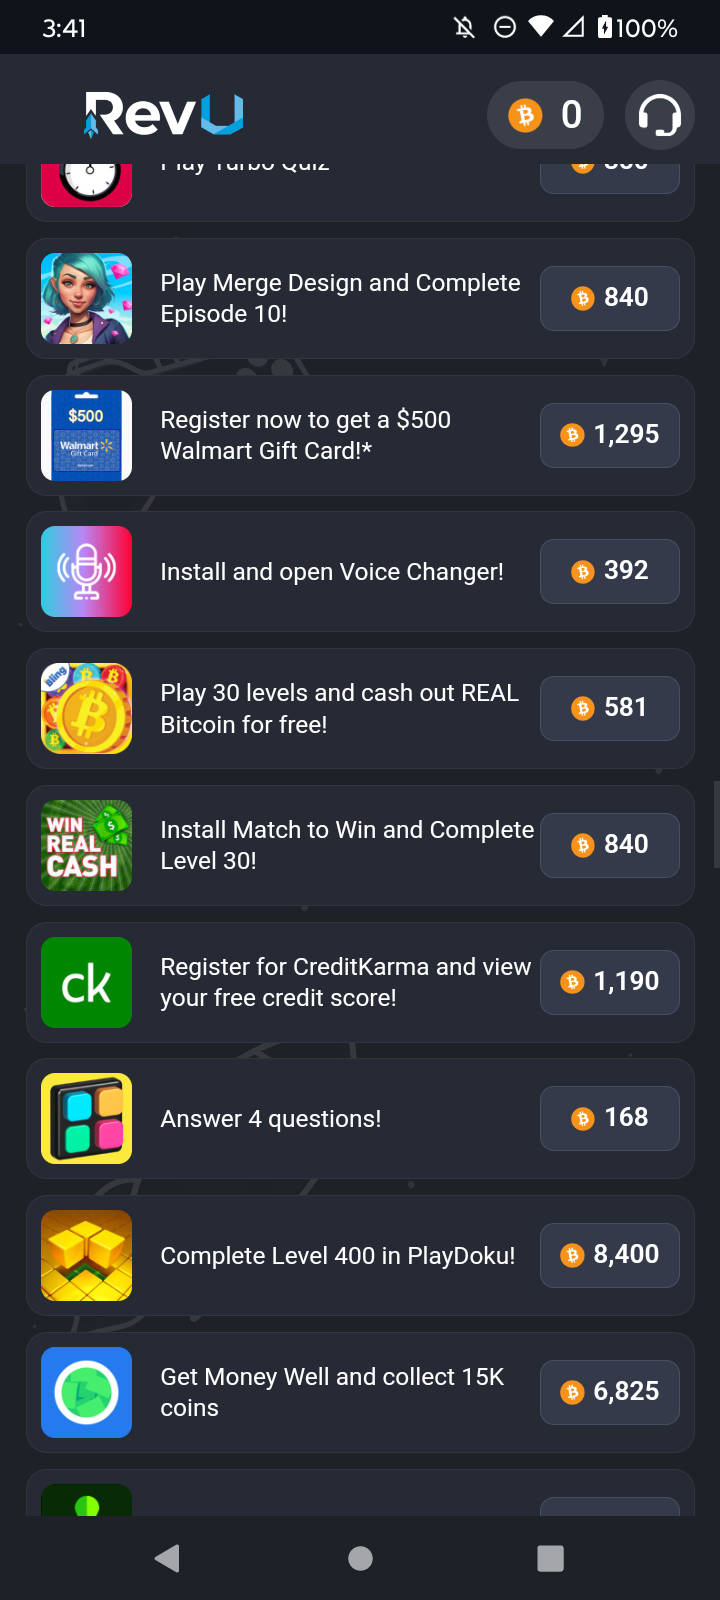 3:41
100%
RevU
0
Play Turbo Quiz
Play Merge Design and Complete
Episode 10!
840
$500
Walmart
Gift Card
Register now to get a $500
Walmart Gift Card!*
1,295
Install and open Voice Changer!
392
Bling
Play 30 levels and cash out REAL
Bitcoin for free!
581
WIN
REAL
CASH
Install Match to Win and Complete
Level 30!
840
ck
Register for CreditKarma and view
your free credit score!
1,190
Answer 4 questions!
168
Complete Level 400 in PlayDoku!
8,400
Get Money Well and collect 15K
coins
6,825